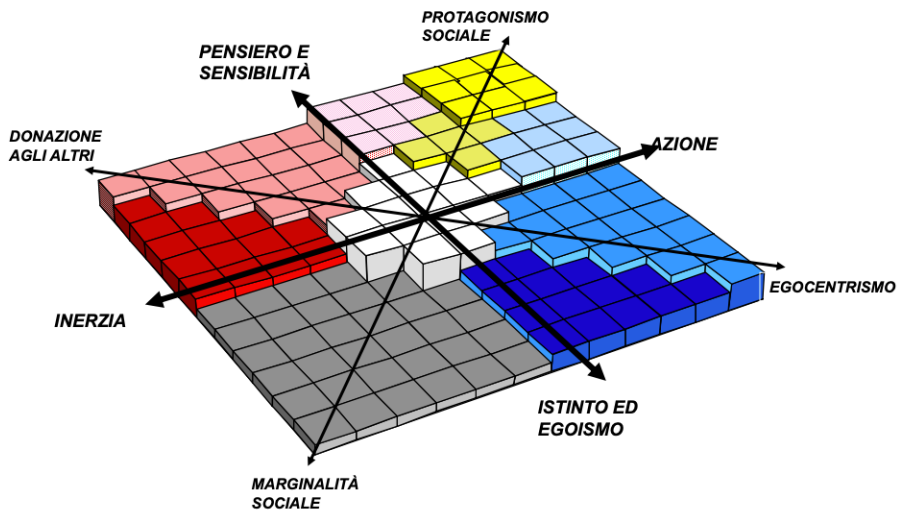 PROTAGONISMO
SOCIALE
PENSIERO E
SENSIBILITÀ
DONAZIONE
AGLI ALTRI
AZIONE
EGOCENTRISMO
INERZIA
ISTINTO ED
EGOISMO
MARGINALITÀ
SOCIALE